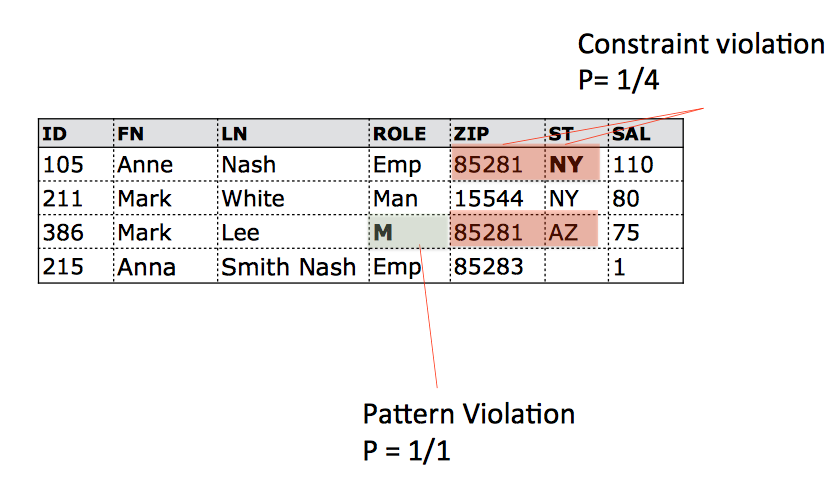 Constraint violation
P= 1/4
ID FN LN ROLE ZIP ST SAL
105 Anne Nash Emp 85281 NY 110
211 Mark White Man 15544 NY 80
386 Mark Lee M 85281 AZ 75
215 Anna Smith Nash Emp 85283 1
Pattern Violation
P = 1/1